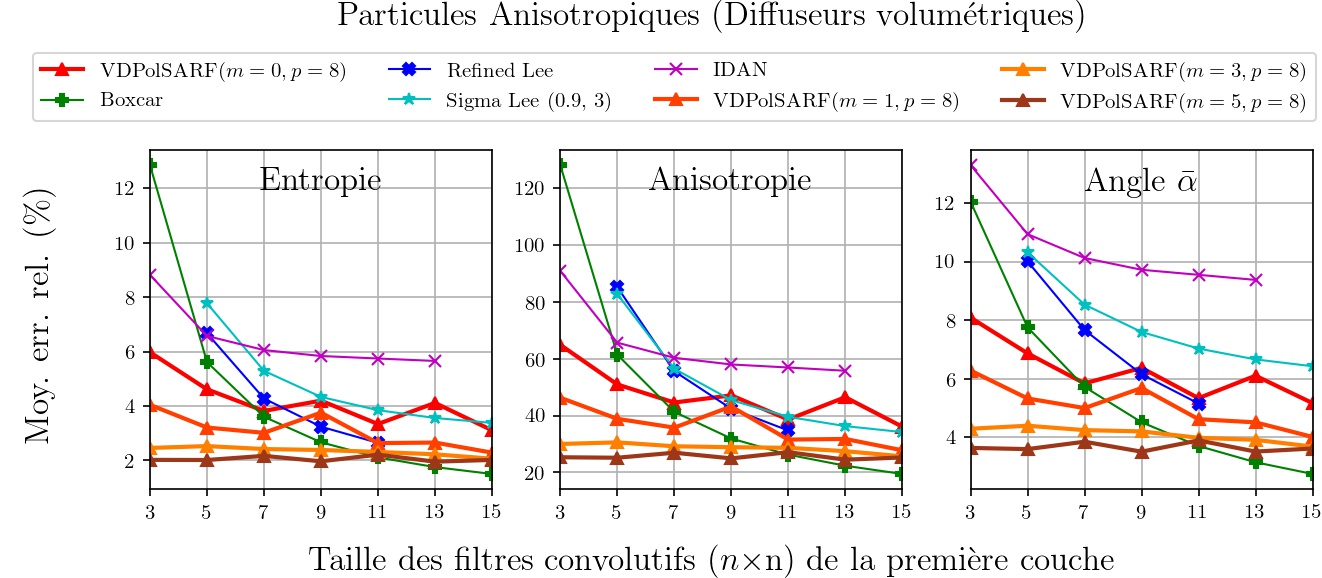 Particules Anisotropiques (Diffuseurs volumétriques)
VDPolSARF(m = 0, p = 8)
Boxcar
Refined Lee
Sigma Lee (0.9, 3)
IDAN
VDPolSARF(m = 1, p = 8)
VDPolSARF(m = 3, p = 8)
VDPolSARF(m = 5, p = 8)
Moy. err. rel. (%)
Entropie
12
10
8
6
4
2
3 5 7 9 11 13 15
Anisotropie
120
100
80
60
40
20
3 5 7 9 11 13 15
Angle ᾱ
12
10
8
6
4
3 5 7 9 11 13 15
Taille des filtres convolutifs (n×n) de la première couche